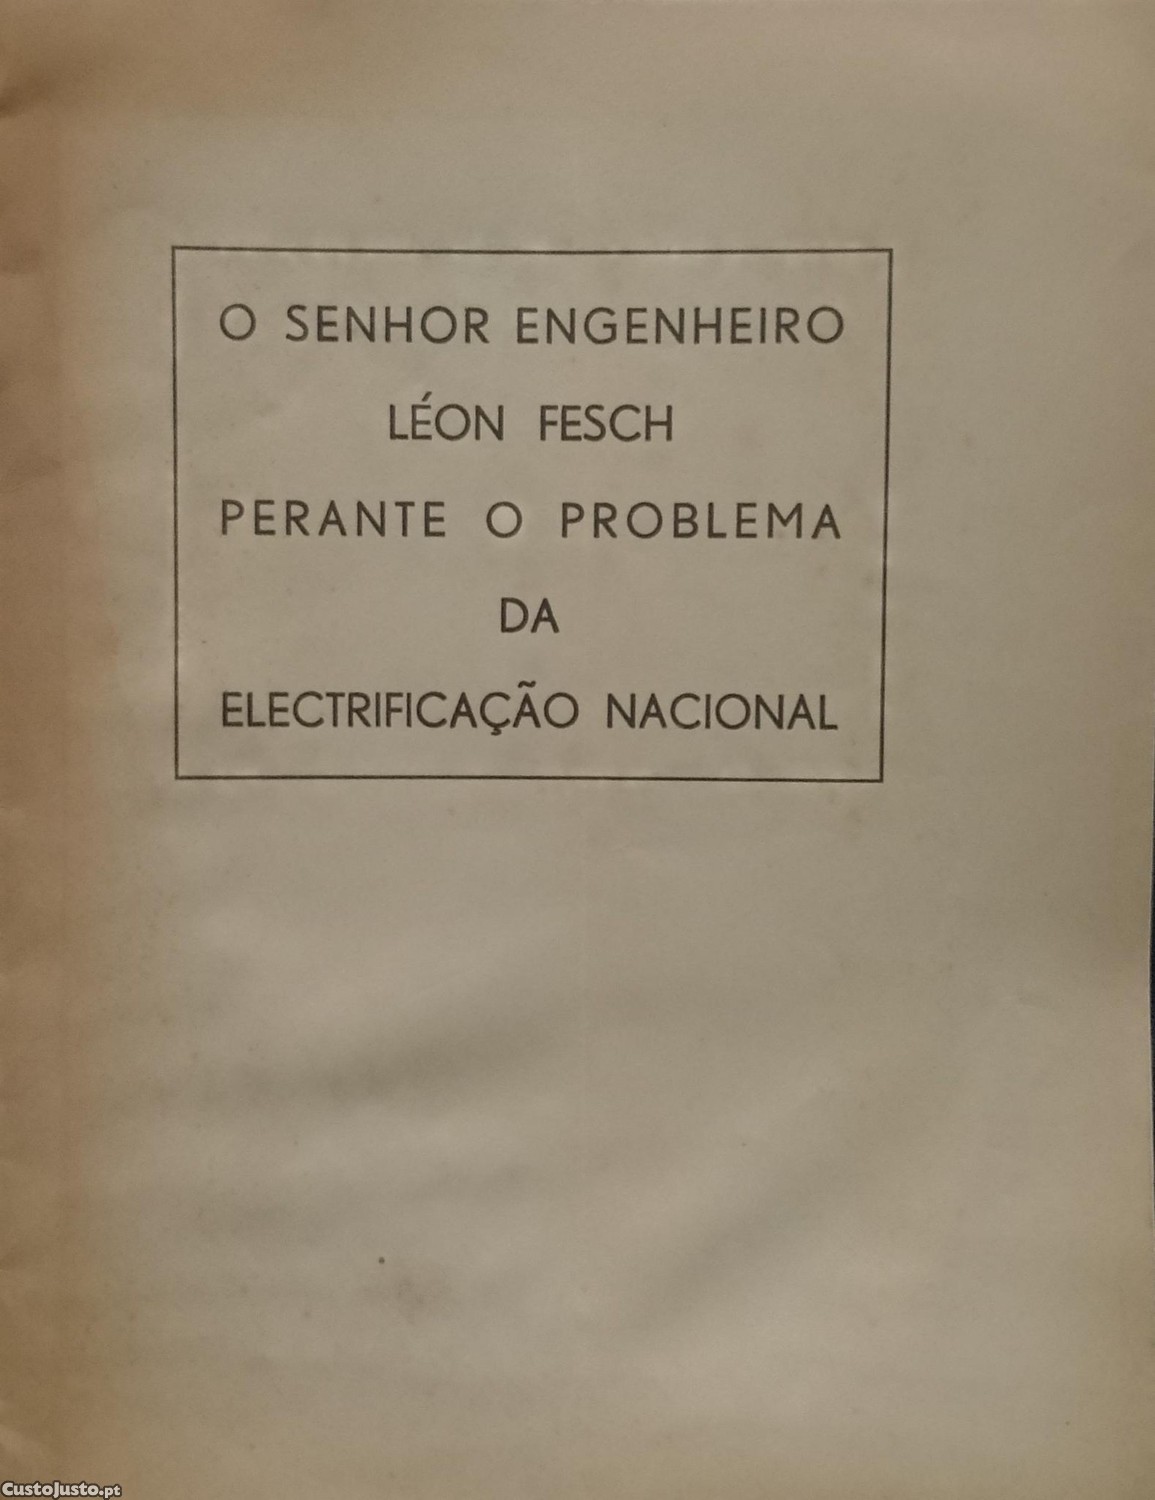 O SENHOR ENGENHEIRO
LÉON FESCH
PERANTE O PROBLEMA
DA
ELECTRIFICAÇÃO NACIONAL
CustoJusto.pt